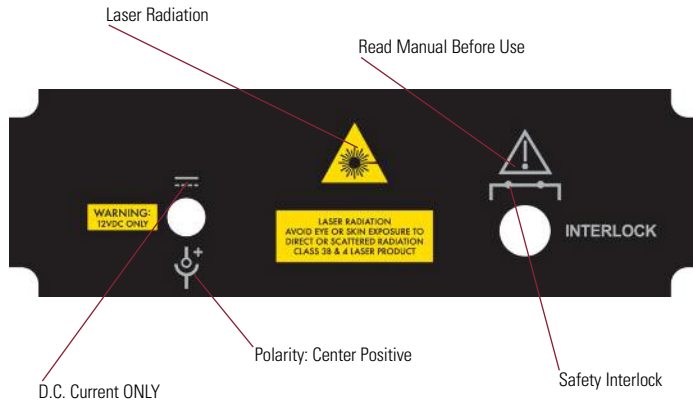 Laser Radiation
Read Manual Before Use
WARNING:
12VDC ONLY
+
LASER RADIATION
AVOID EYE OR SKIN EXPOSURE TO
DIRECT OR SCATTERED RADIATION
CLASS 3B & 4 LASER PRODUCT
INTERLOCK
Polarity: Center Positive
Safety Interlock
D.C. Current ONLY